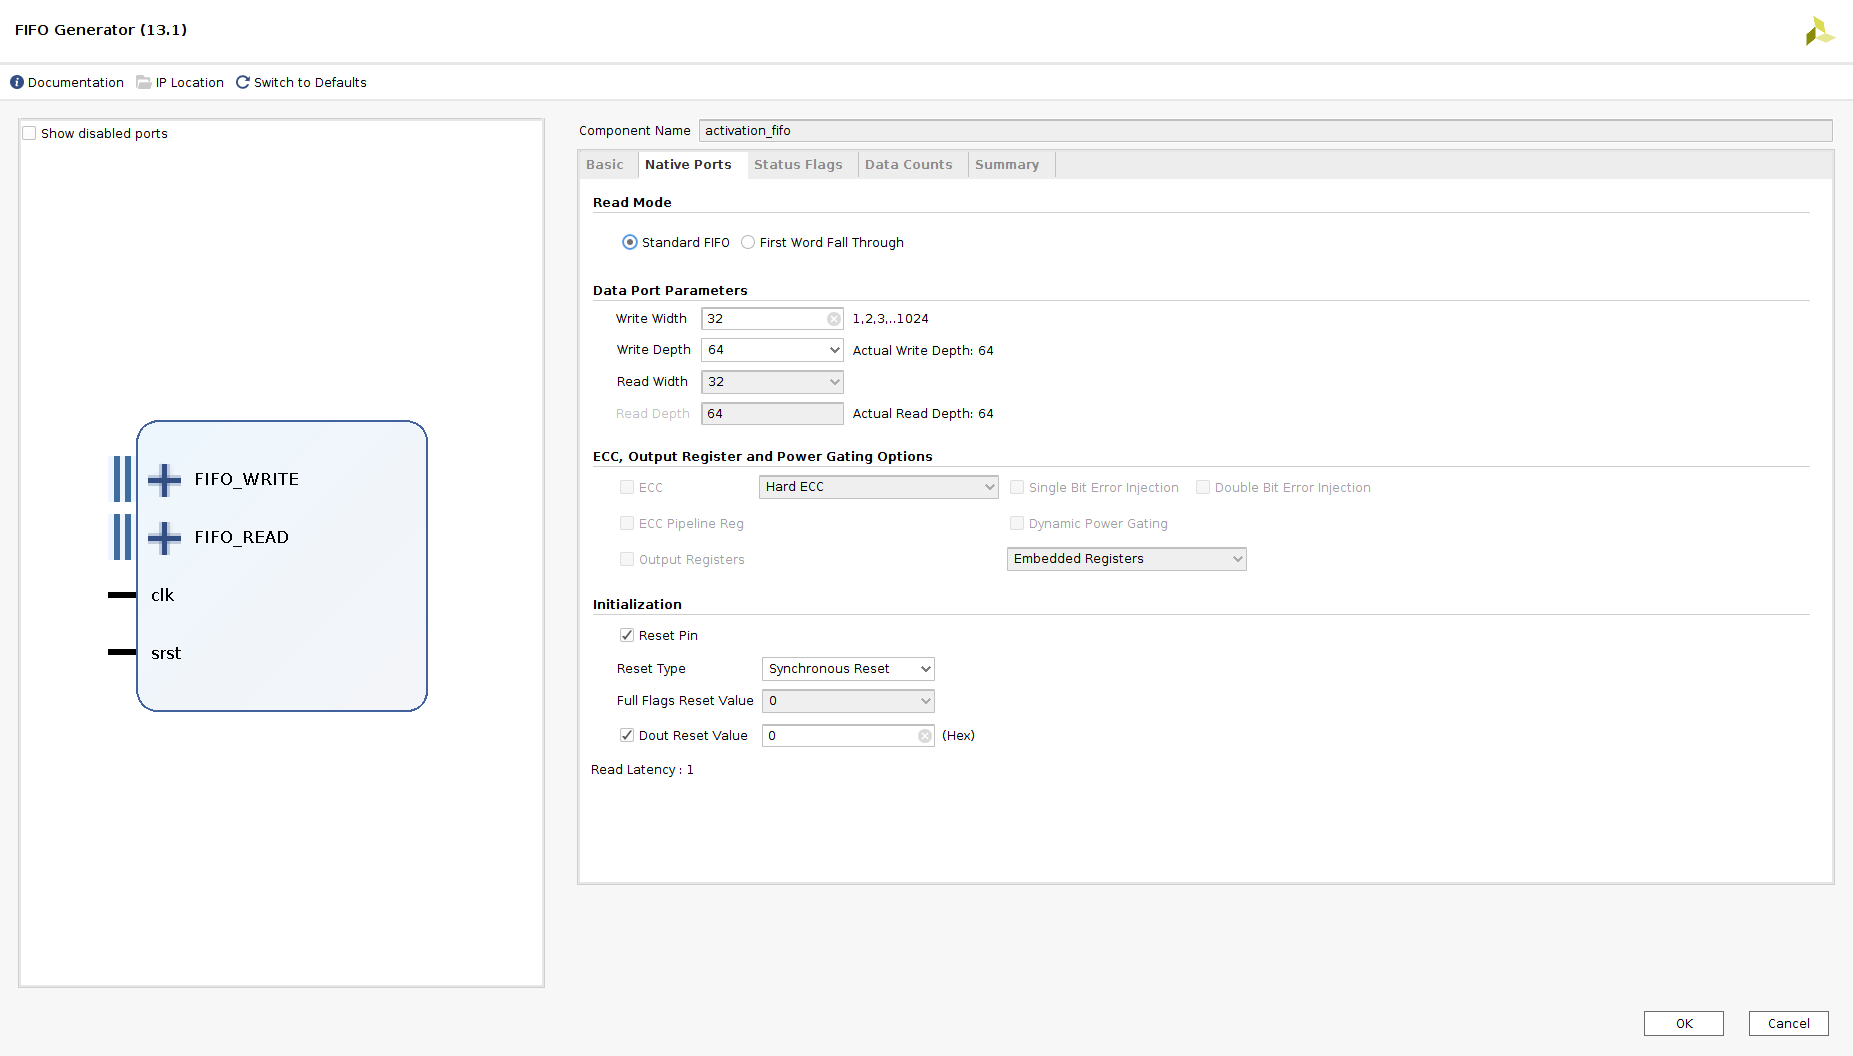 FIFO Generator (13.1)
Documentation IP Location Switch to Defaults
Show disabled ports
FIFO_WRITE
FIFO_READ
clk
srst
Component Name activation_fifo
Basic Native Ports Status Flags Data Counts Summary
Read Mode
Standard FIFO First Word Fall Through
Data Port Parameters
Write Width 32 1,2,3,..1024
Write Depth 64 Actual Write Depth: 64
Read Width 32
Read Depth 64 Actual Read Depth: 64
ECC, Output Register and Power Gating Options
ECC Hard ECC Single Bit Error Injection Double Bit Error Injection
ECC Pipeline Reg Dynamic Power Gating
Output Registers Embedded Registers
Initialization
Reset Pin
Reset Type Synchronous Reset
Full Flags Reset Value 0
Dout Reset Value 0 (Hex)
Read Latency : 1
OK Cancel